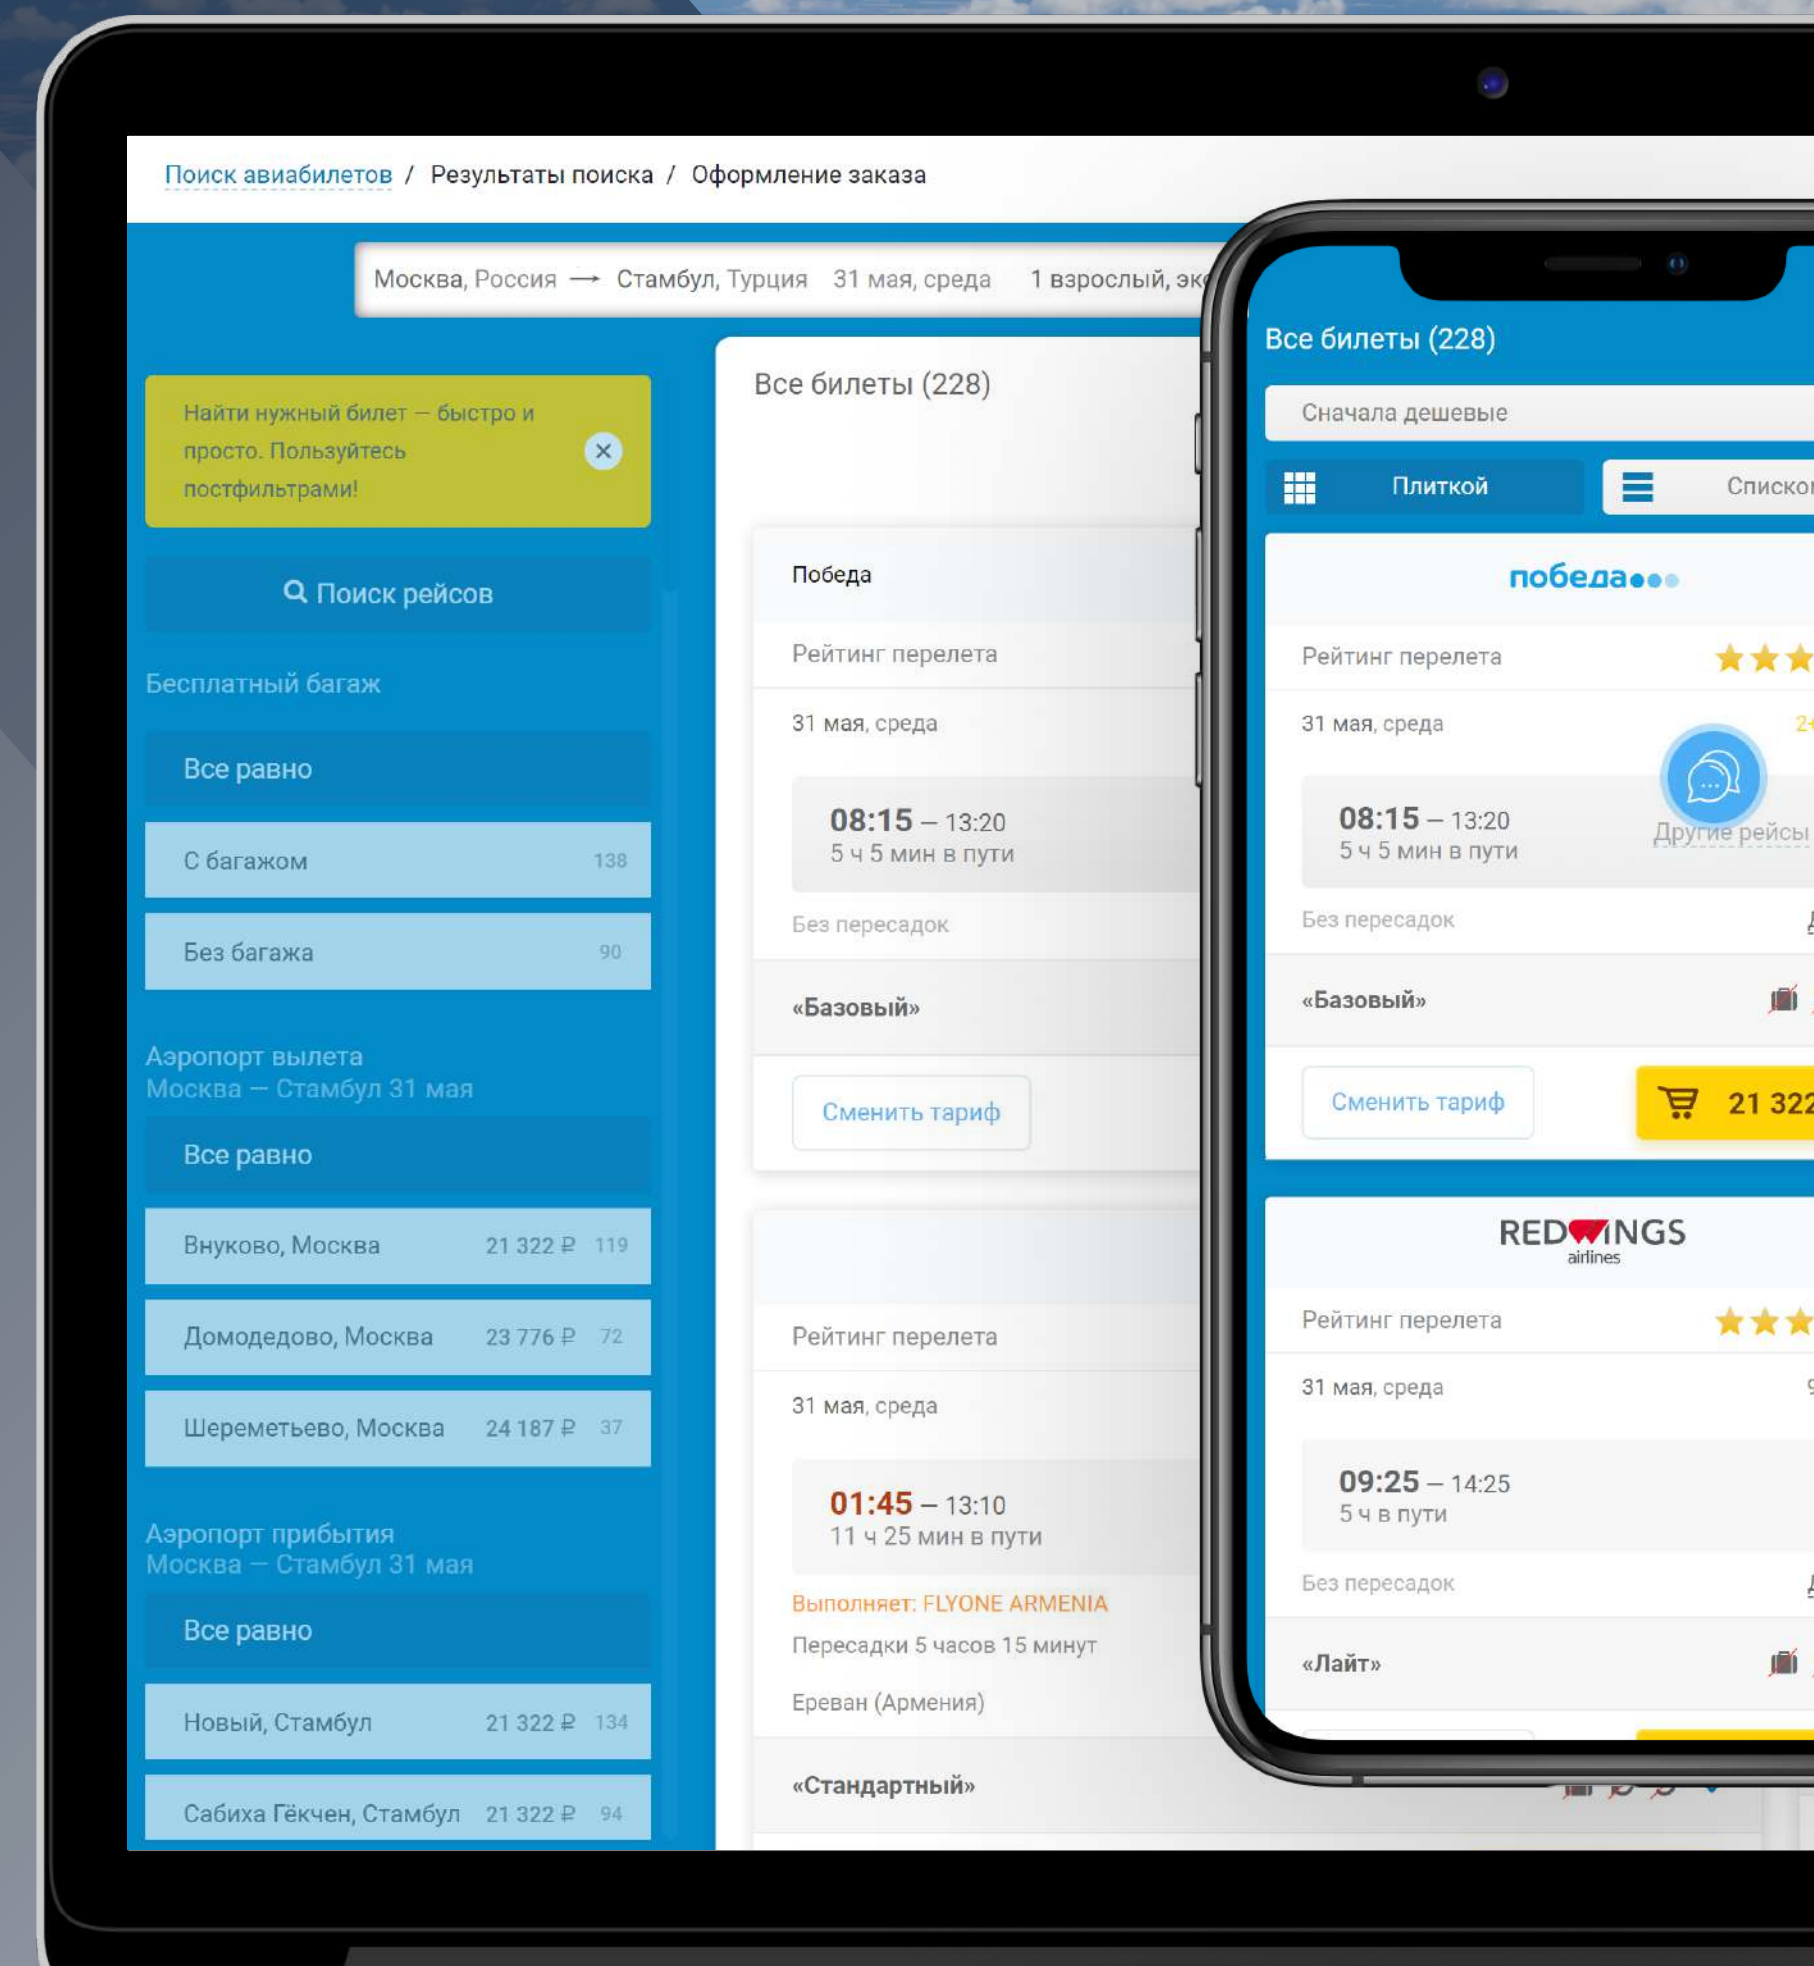 Поиск авиабилетов / Результаты поиска / Оформление заказа
Москва, Россия → Стамбул, Турция 31 мая, среда 1 взрослый,
Найти нужный билет — быстро и
просто. Пользуйтесь
постфильтрами!
Поиск рейсов
Бесплатный багаж
Все равно
С багажом 138
Без багажа 90
Аэропорт вылета
Москва — Стамбул 31 мая
Все равно
Внуково, Москва 21 322 ₽ 119
Домодедово, Москва 23 776 ₽ 72
Шереметьево, Москва 24 187 ₽ 37
Аэропорт прибытия
Москва — Стамбул 31 мая
Все равно
Новый, Стамбул 21 322 ₽ 134
Сабиха Гёкчен, Стамбул 21 322 ₽ 94
Все билеты (228)
Победа
Рейтинг перелета
31 мая, среда
08:15 — 13:20
5 ч 5 мин в пути
Без пересадок
«Базовый»
Сменить тариф
Рейтинг перелета
31 мая, среда
01:45 — 13:10
11 ч 25 мин в пути
Выполняет: FLYONE ARMENIA
Пересадки 5 часов 15 минут
Ереван (Армения)
«Стандартный»
Все билеты (228)
Сначала дешевые
Плиткой
победа
Рейтинг перелета
31 мая, среда
08:15 — 13:20
5 ч 5 мин в пути
Другие рейсы
Без пересадок
«Базовый»
Сменить тариф
21 322
REDWINGS
airlines
Рейтинг перелета
31 мая, среда
09:25 — 14:25
5 ч в пути
Без пересадок
«Лайт»